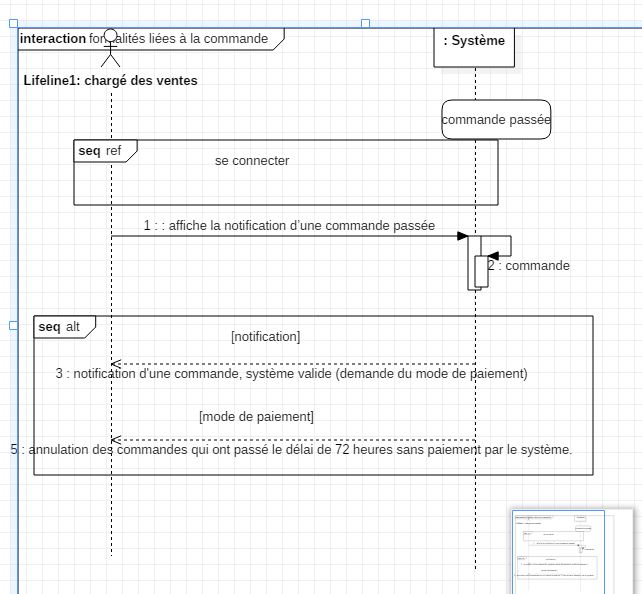 interaction fonctionalités liées à la commande
: Système
Lifeline1: chargé des ventes
commande passée
seq ref
se connecter
1 : : affiche la notification d’une commande passée
2 : commande
seq alt
[notification]
3 : notification d'une commande, système valide (demande du mode de paiement)
[mode de paiement]
5 : annulation des commandes qui ont passé le délai de 72 heures sans paiement par le système.